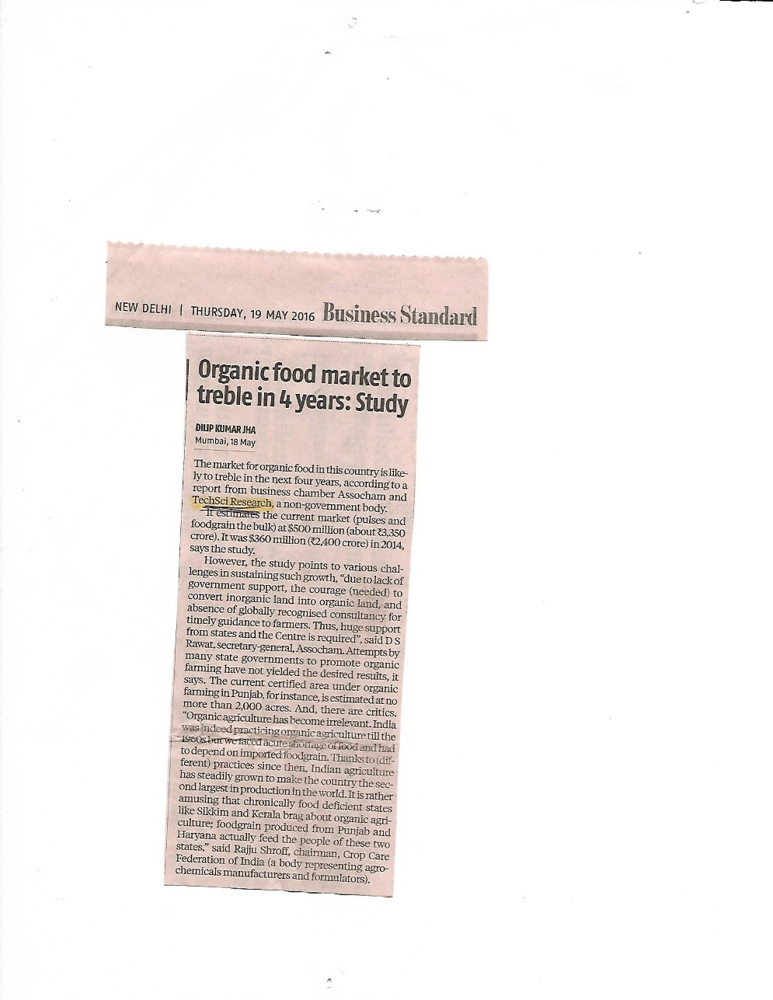 NEW DELHI | THURSDAY, 19 MAY 2016 Business Standard
Organic food market to
treble in 4 years: Study
DILIP KUMAR JHA
Mumbai, 18 May
The market for organic food in this country is like-
ly to treble in the next four years, according to a
report from business chamber Assocham and
TechSci Research, a non-government body.
It estimates the current market (pulses and
foodgrain the bulk) at $500 million (about ₹3,350
crore). It was $360 million (₹2,400 crore) in 2014,
says the study.
However, the study points to various chal-
lenges in sustaining such growth, "due to lack of
government support, the courage (needed) to
convert inorganic land into organic land, and
absence of globally recognised consultancy for
timely guidance to farmers. Thus, huge support
from states and the Centre is required", said D S
Rawat, secretary-general, Assocham. Attempts by
many state governments to promote organic
farming have not yielded the desired results, it
says. The current certified area under organic
farming in Punjab, for instance, is estimated at no
more than 2,000 acres. And, there are critics.
"Organic agriculture has become irrelevant. India
was indeed practicing organic agriculture till the
1960s but we faced acute shortage of food and had
to depend on imported foodgrain. Thanks to (dif-
ferent) practices since then, Indian agriculture
has steadily grown to make the country the sec-
ond largest in production in the world. It is rather
amusing that chronically food deficient states
like Sikkim and Kerala brag about organic agri-
culture; foodgrain produced from Punjab and
Haryana actually feed the people of these two
states," said Rajju Shroff, chairman, Crop Care
Federation of India (a body representing agro-
chemicals manufacturers and formulators).